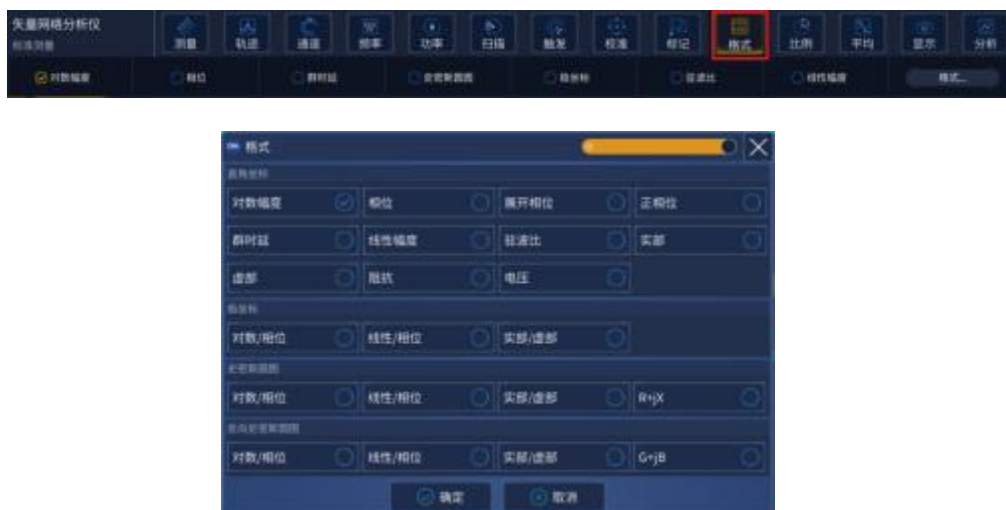 矢量网络分析仪
标准测量
测量 轨迹 通道 频率 功率 扫描 触发 校准 标记 格式 比例 平均 显示 分析
对数幅度 相位 群时延 史密斯圆图 极坐标 驻波比 线性幅度 格式...
格式
直角坐标
对数幅度 相位 展开相位 正相位
群时延 线性幅度 驻波比 实部
虚部 阻抗 电压
极坐标
对数/相位 线性/相位 实部/虚部
史密斯圆图
对数/相位 线性/相位 实部/虚部 R+jX
逆向史密斯圆图
对数/相位 线性/相位 实部/虚部 G+jB
确定 取消